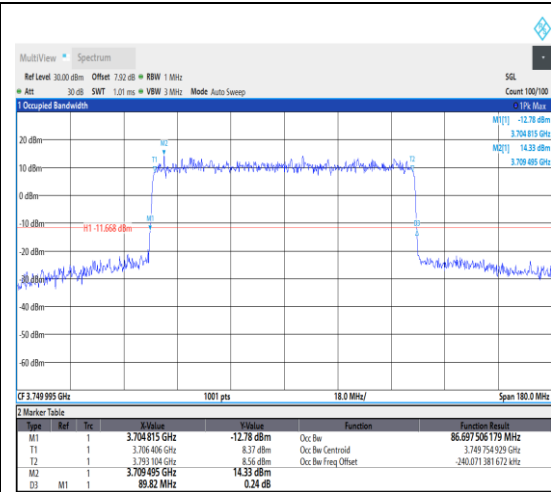 MultiView Spectrum
Ref Level 30.00 dBm Offset 7.92 dB RBW 1 MHz SGL
Att 30 dB SWT 1.01 ms VBW 3 MHz Mode Auto Sweep Count 100/100
1 Occupied Bandwidth 1Pk Max
M1[1] -12.78 dBm
3.704 815 GHz
M2[1] 14.33 dBm
3.709 495 GHz
20 dBm
M2
T1
T2
10 dBm
0 dBm
M1
D3
-10 dBm
H1 -11.668 dBm
-20 dBm
-30 dBm
-40 dBm
-50 dBm
-60 dBm
CF 3.749 995 GHz 1001 pts 18.0 MHz/ Span 180.0 MHz
2 Marker Table
Type Ref Trc X-Value Y-Value Function Function Result
M1 1 3.704 815 GHz -12.78 dBm Occ Bw 86.697 506 179 MHz
T1 1 3.706 406 GHz 8.37 dBm Occ Bw Centroid 3.749 754 929 GHz
T2 1 3.793 104 GHz 8.56 dBm Occ Bw Freq Offset -240.071 381 672 kHz
M2 1 3.709 495 GHz 14.33 dBm
D3 M1 1 89.82 MHz 0.24 dB